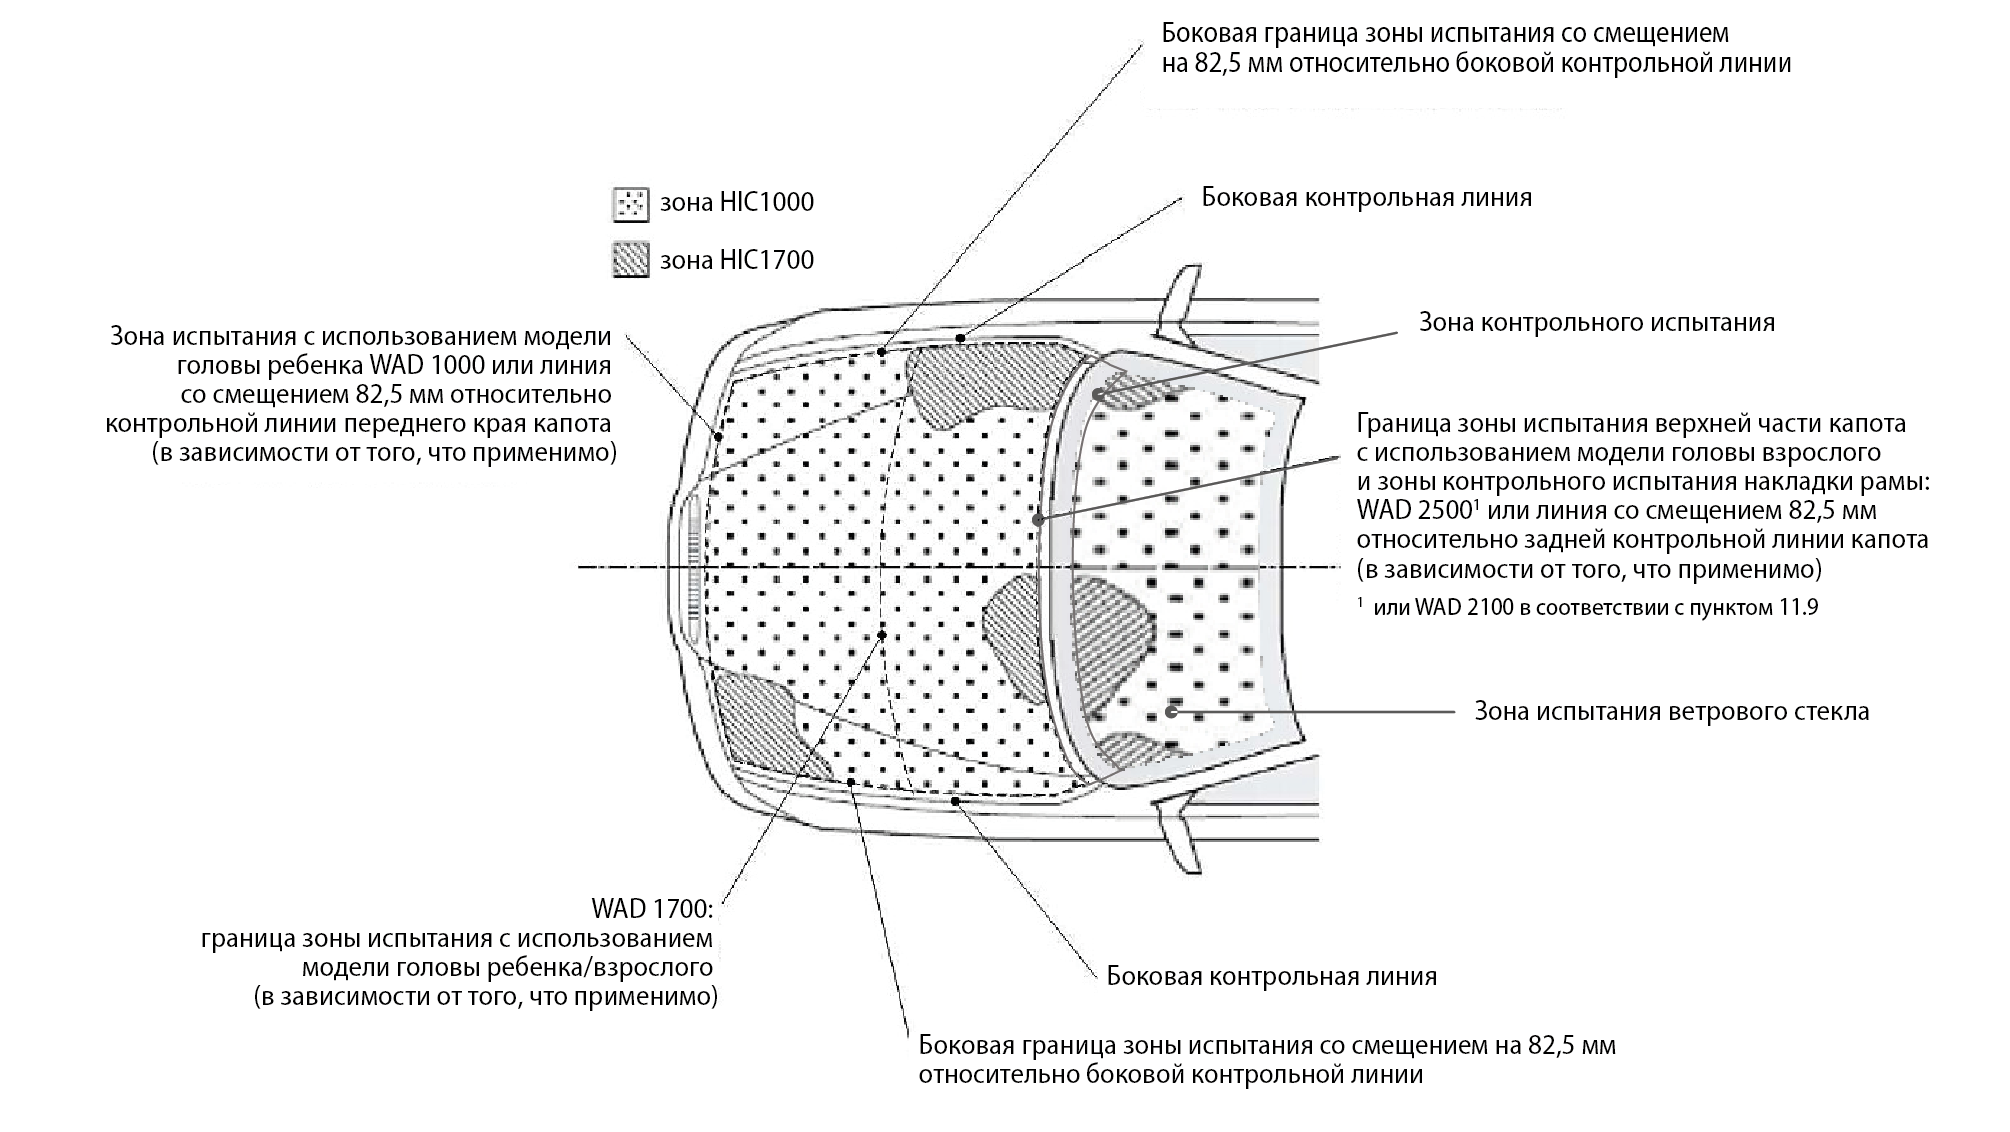 Боковая граница зоны испытания со смещением
на 82,5 мм относительно боковой контрольной линии
зона HIC1000
Боковая контрольная линия
зона HIC1700
Зона испытания с использованием модели
головы ребенка WAD 1000 или линия
со смещением 82,5 мм относительно
контрольной линии переднего края капота
(в зависимости от того, что применимо)
Зона контрольного испытания
Граница зоны испытания верхней части капота
с использованием модели головы взрослого
и зоны контрольного испытания накладки рамы:
WAD 2500¹ или линия со смещением 82,5 мм
относительно задней контрольной линии капота
(в зависимости от того, что применимо)
¹ или WAD 2100 в соответствии с пунктом 11.9
Зона испытания ветрового стекла
WAD 1700:
граница зоны испытания с использованием
модели головы ребенка/взрослого
(в зависимости от того, что применимо)
Боковая контрольная линия
Боковая граница зоны испытания со смещением на 82,5 мм
относительно боковой контрольной линии